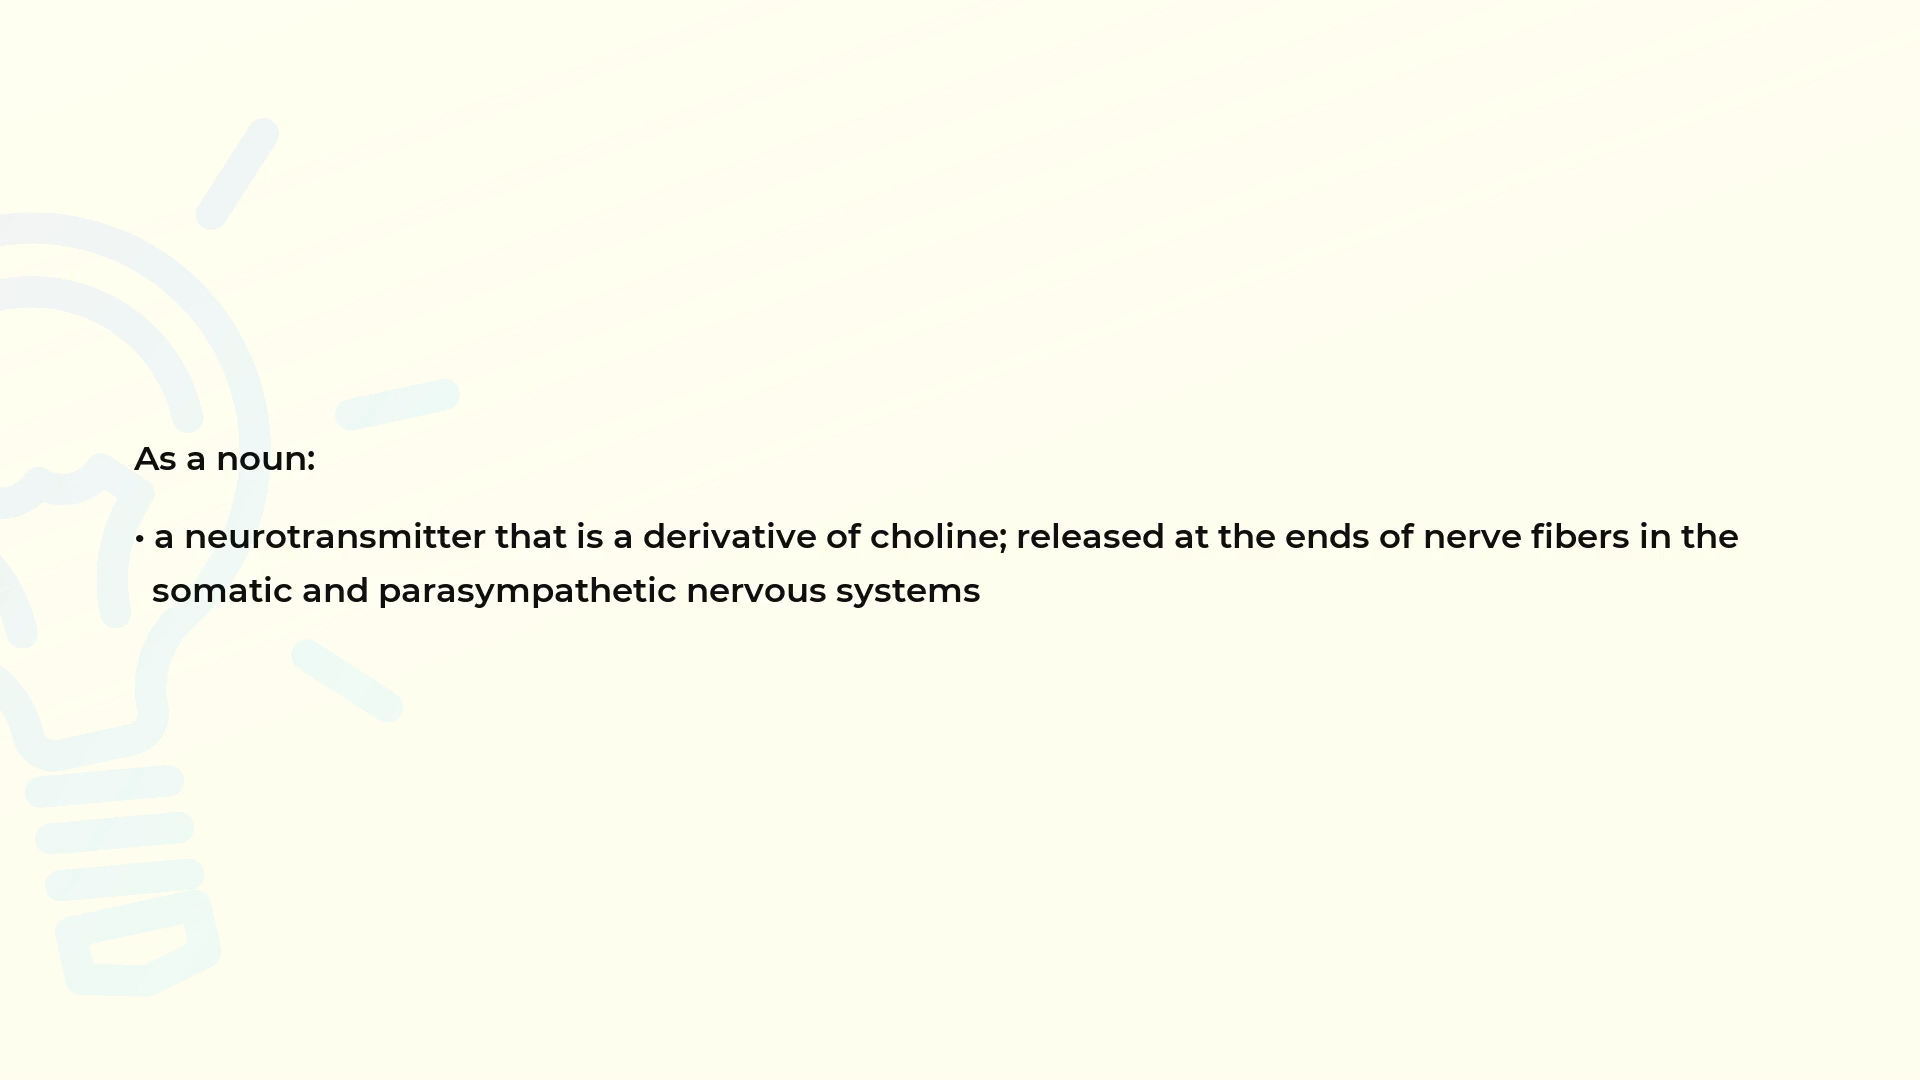 As a noun:
• a neurotransmitter that is a derivative of choline; released at the ends of nerve fibers in the
somatic and parasympathetic nervous systems